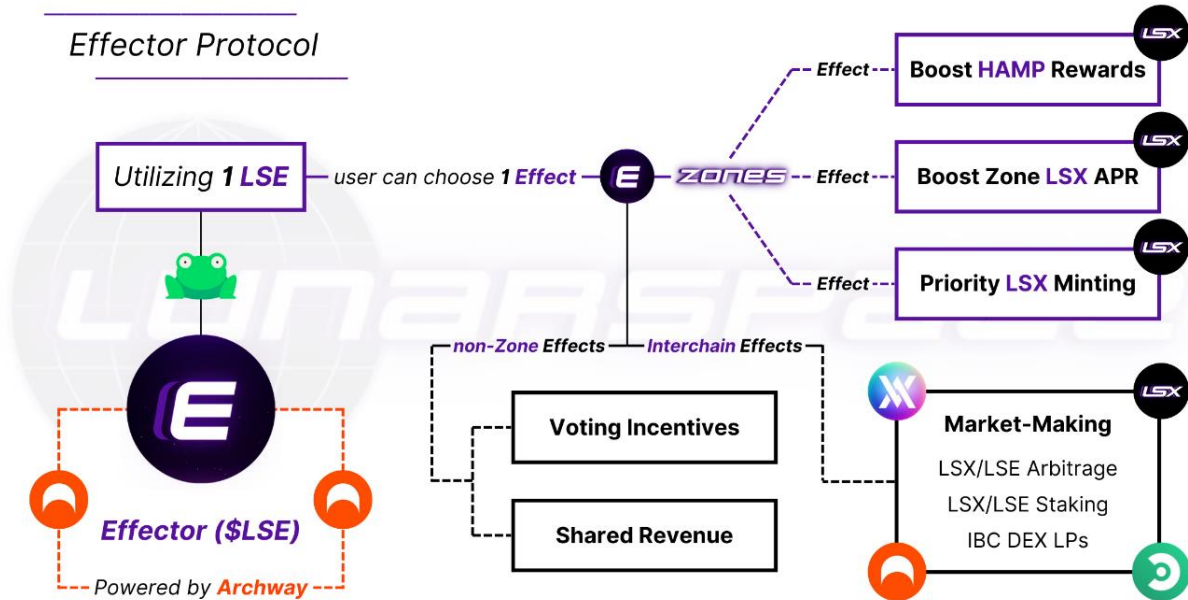 Effector Protocol
Utilizing 1 LSE
user can choose 1 Effect
E
ZONES
Effect
Boost HAMP Rewards
LSX
Effect
Boost Zone LSX APR
LSX
Effect
Priority LSX Minting
LSX
LUNARSPACE
non-Zone Effects
Interchain Effects
Voting Incentives
Shared Revenue
Market-Making
LSX/LSE Arbitrage
LSX/LSE Staking
IBC DEX LPs
LSX
E
Effector ($LSE)
Powered by Archway